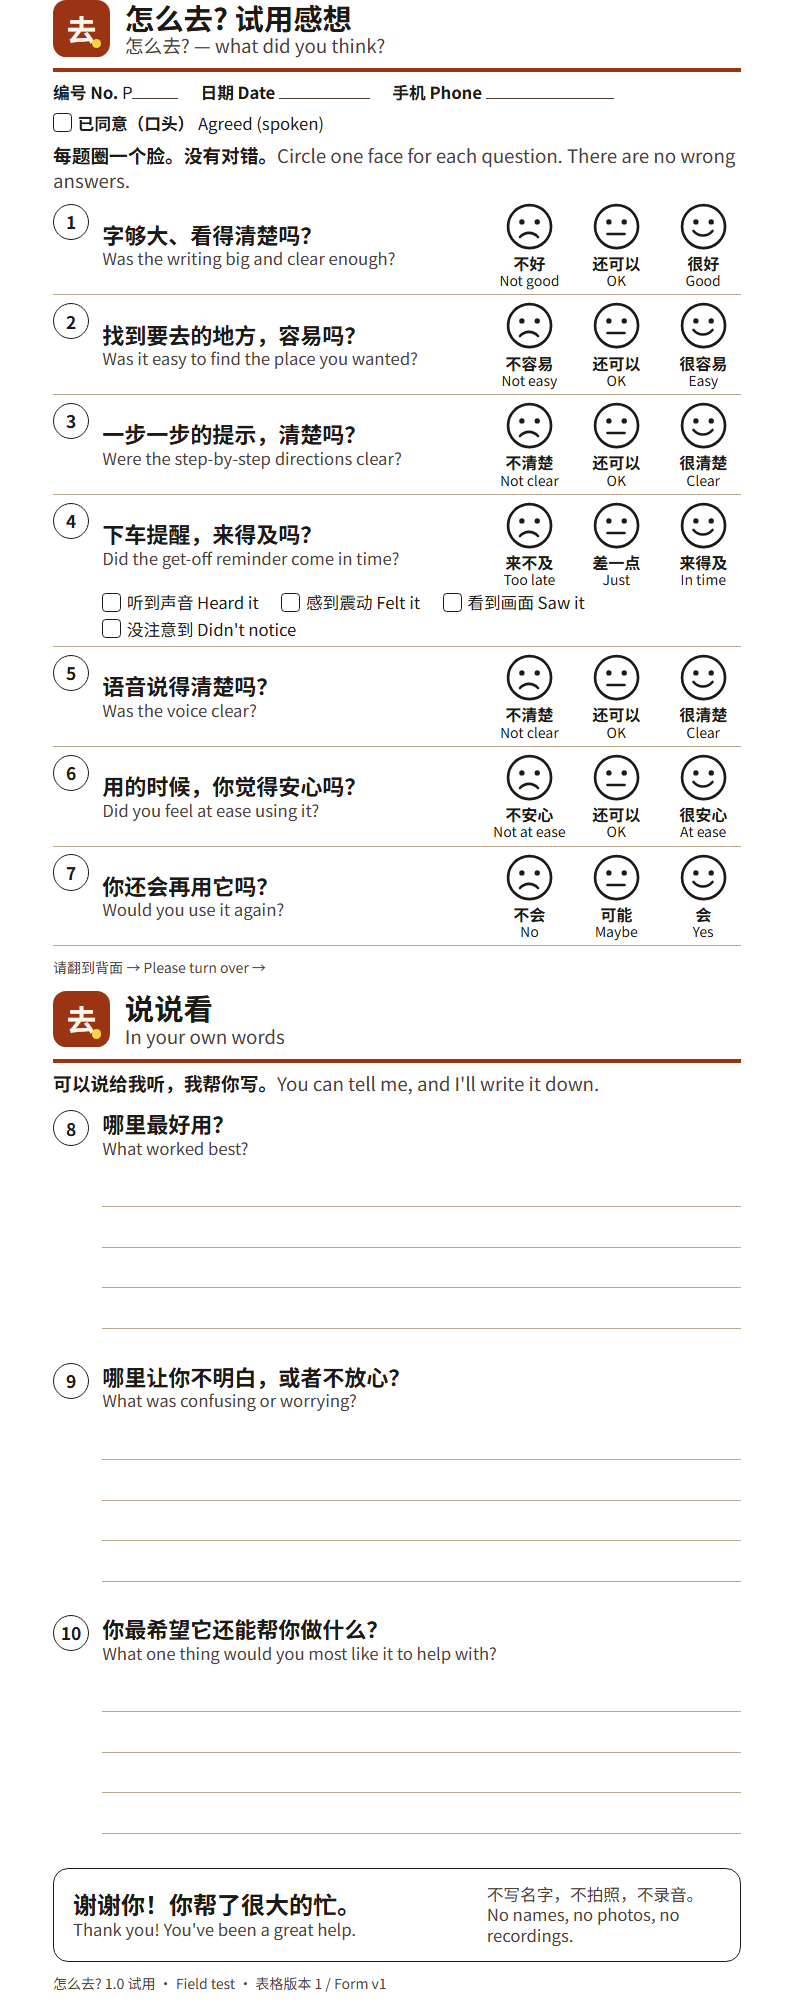 去
怎么去? 试用感想
怎么去? — what did you think?
编号 No. P_____ 日期 Date __________ 手机 Phone ______________
已同意（口头） Agreed (spoken)
每题圈一个脸。没有对错。Circle one face for each question. There are no wrong
answers.
1
字够大、看得清楚吗?
Was the writing big and clear enough?
不好 还可以 很好
Not good OK Good
2
找到要去的地方，容易吗?
Was it easy to find the place you wanted?
不容易 还可以 很容易
Not easy OK Easy
3
一步一步的提示，清楚吗?
Were the step-by-step directions clear?
不清楚 还可以 很清楚
Not clear OK Clear
4
下车提醒，来得及吗?
Did the get-off reminder come in time?
来不及 差一点 来得及
Too late Just In time
听到声音 Heard it 感到震动 Felt it 看到画面 Saw it
没注意到 Didn't notice
5
语音说得清楚吗?
Was the voice clear?
不清楚 还可以 很清楚
Not clear OK Clear
6
用的时候，你觉得安心吗?
Did you feel at ease using it?
不安心 还可以 很安心
Not at ease OK At ease
7
你还会再用它吗?
Would you use it again?
不会 可能 会
No Maybe Yes
请翻到背面 → Please turn over →
去
说说看
In your own words
可以说给我听，我帮你写。You can tell me, and I'll write it down.
8
哪里最好用?
What worked best?
9
哪里让你不明白，或者不放心?
What was confusing or worrying?
10
你最希望它还能帮你做什么?
What one thing would you most like it to help with?
谢谢你！你帮了很大的忙。
Thank you! You've been a great help.
不写名字，不拍照，不录音。
No names, no photos, no
recordings.
怎么去? 1.0 试用 · Field test · 表格版本 1 / Form v1